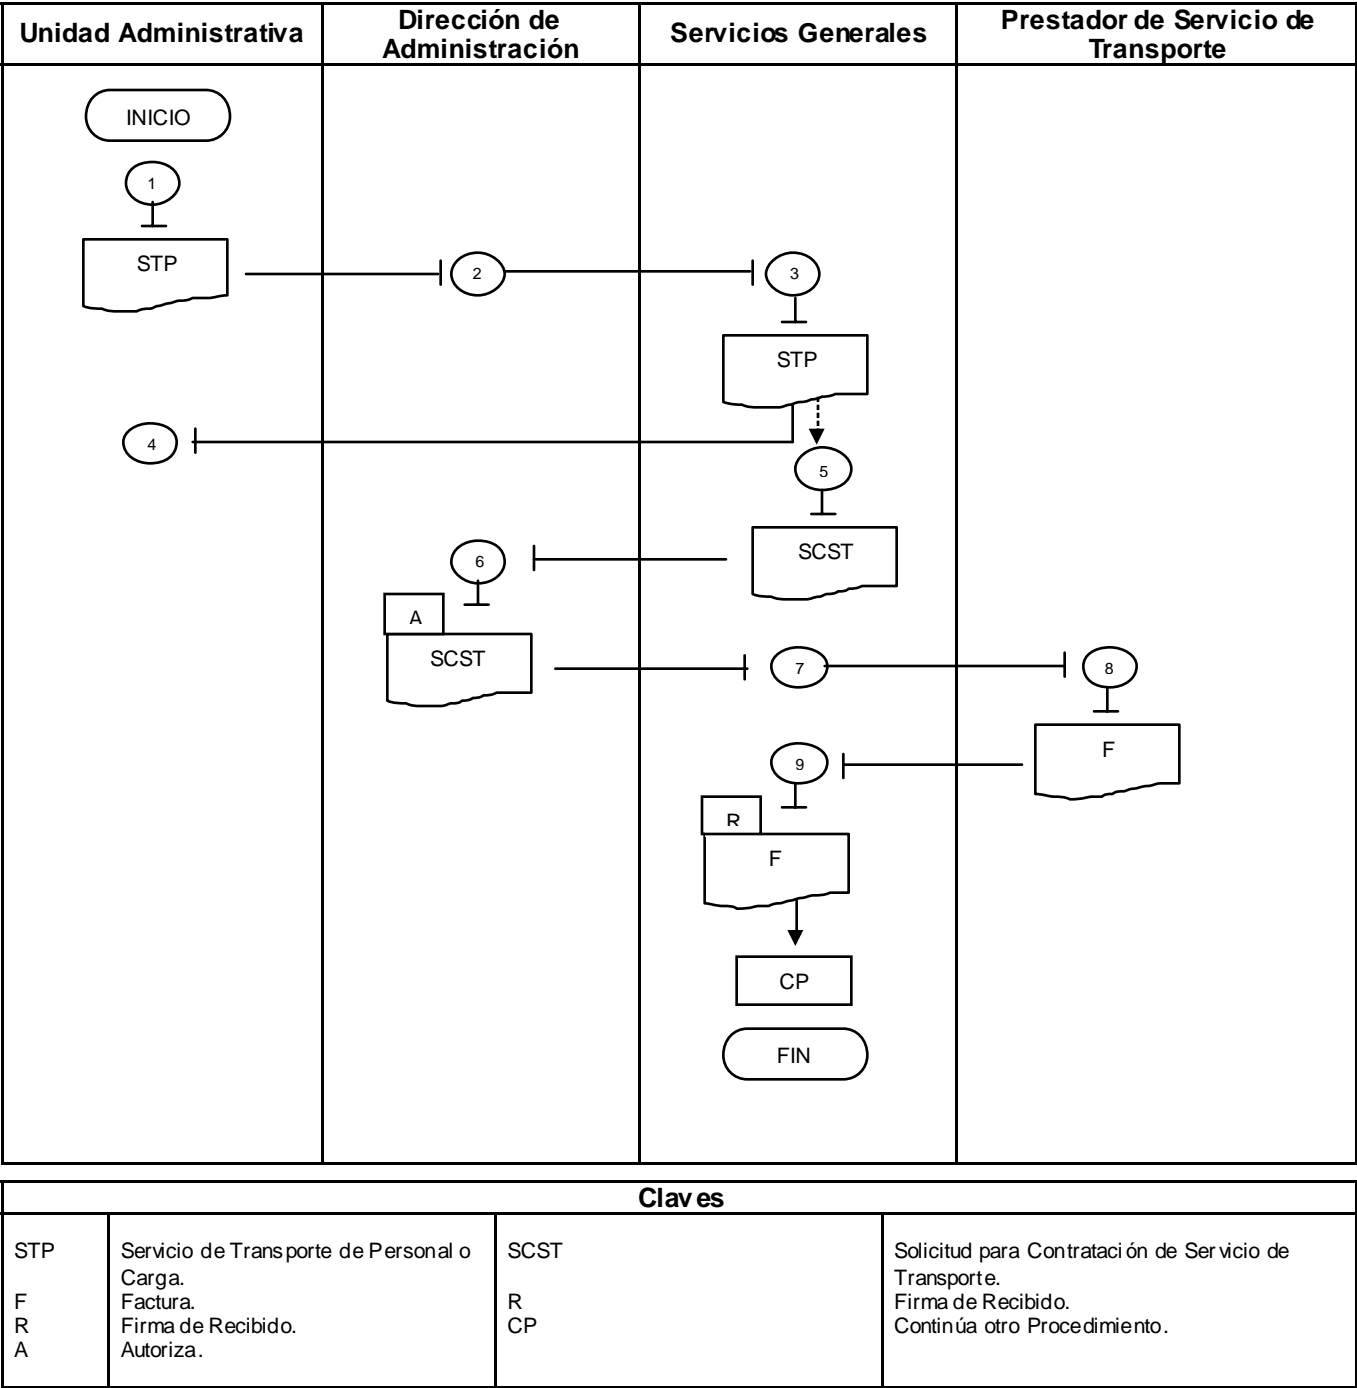 Unidad Administrativa
Dirección de
Administración
Servicios Generales
Prestador de Servicio de
Transporte
INICIO
1
STP
2
3
STP
4
5
SCST
6
A
SCST
7
8
F
9
R
F
CP
FIN
Claves
STP
Servicio de Transporte de Personal o
Carga.
F
Factura.
R
Firma de Recibido.
A
Autoriza.
SCST
Solicitud para Contratación de Servicio de
Transporte.
R
Firma de Recibido.
CP
Continúa otro Procedimiento.